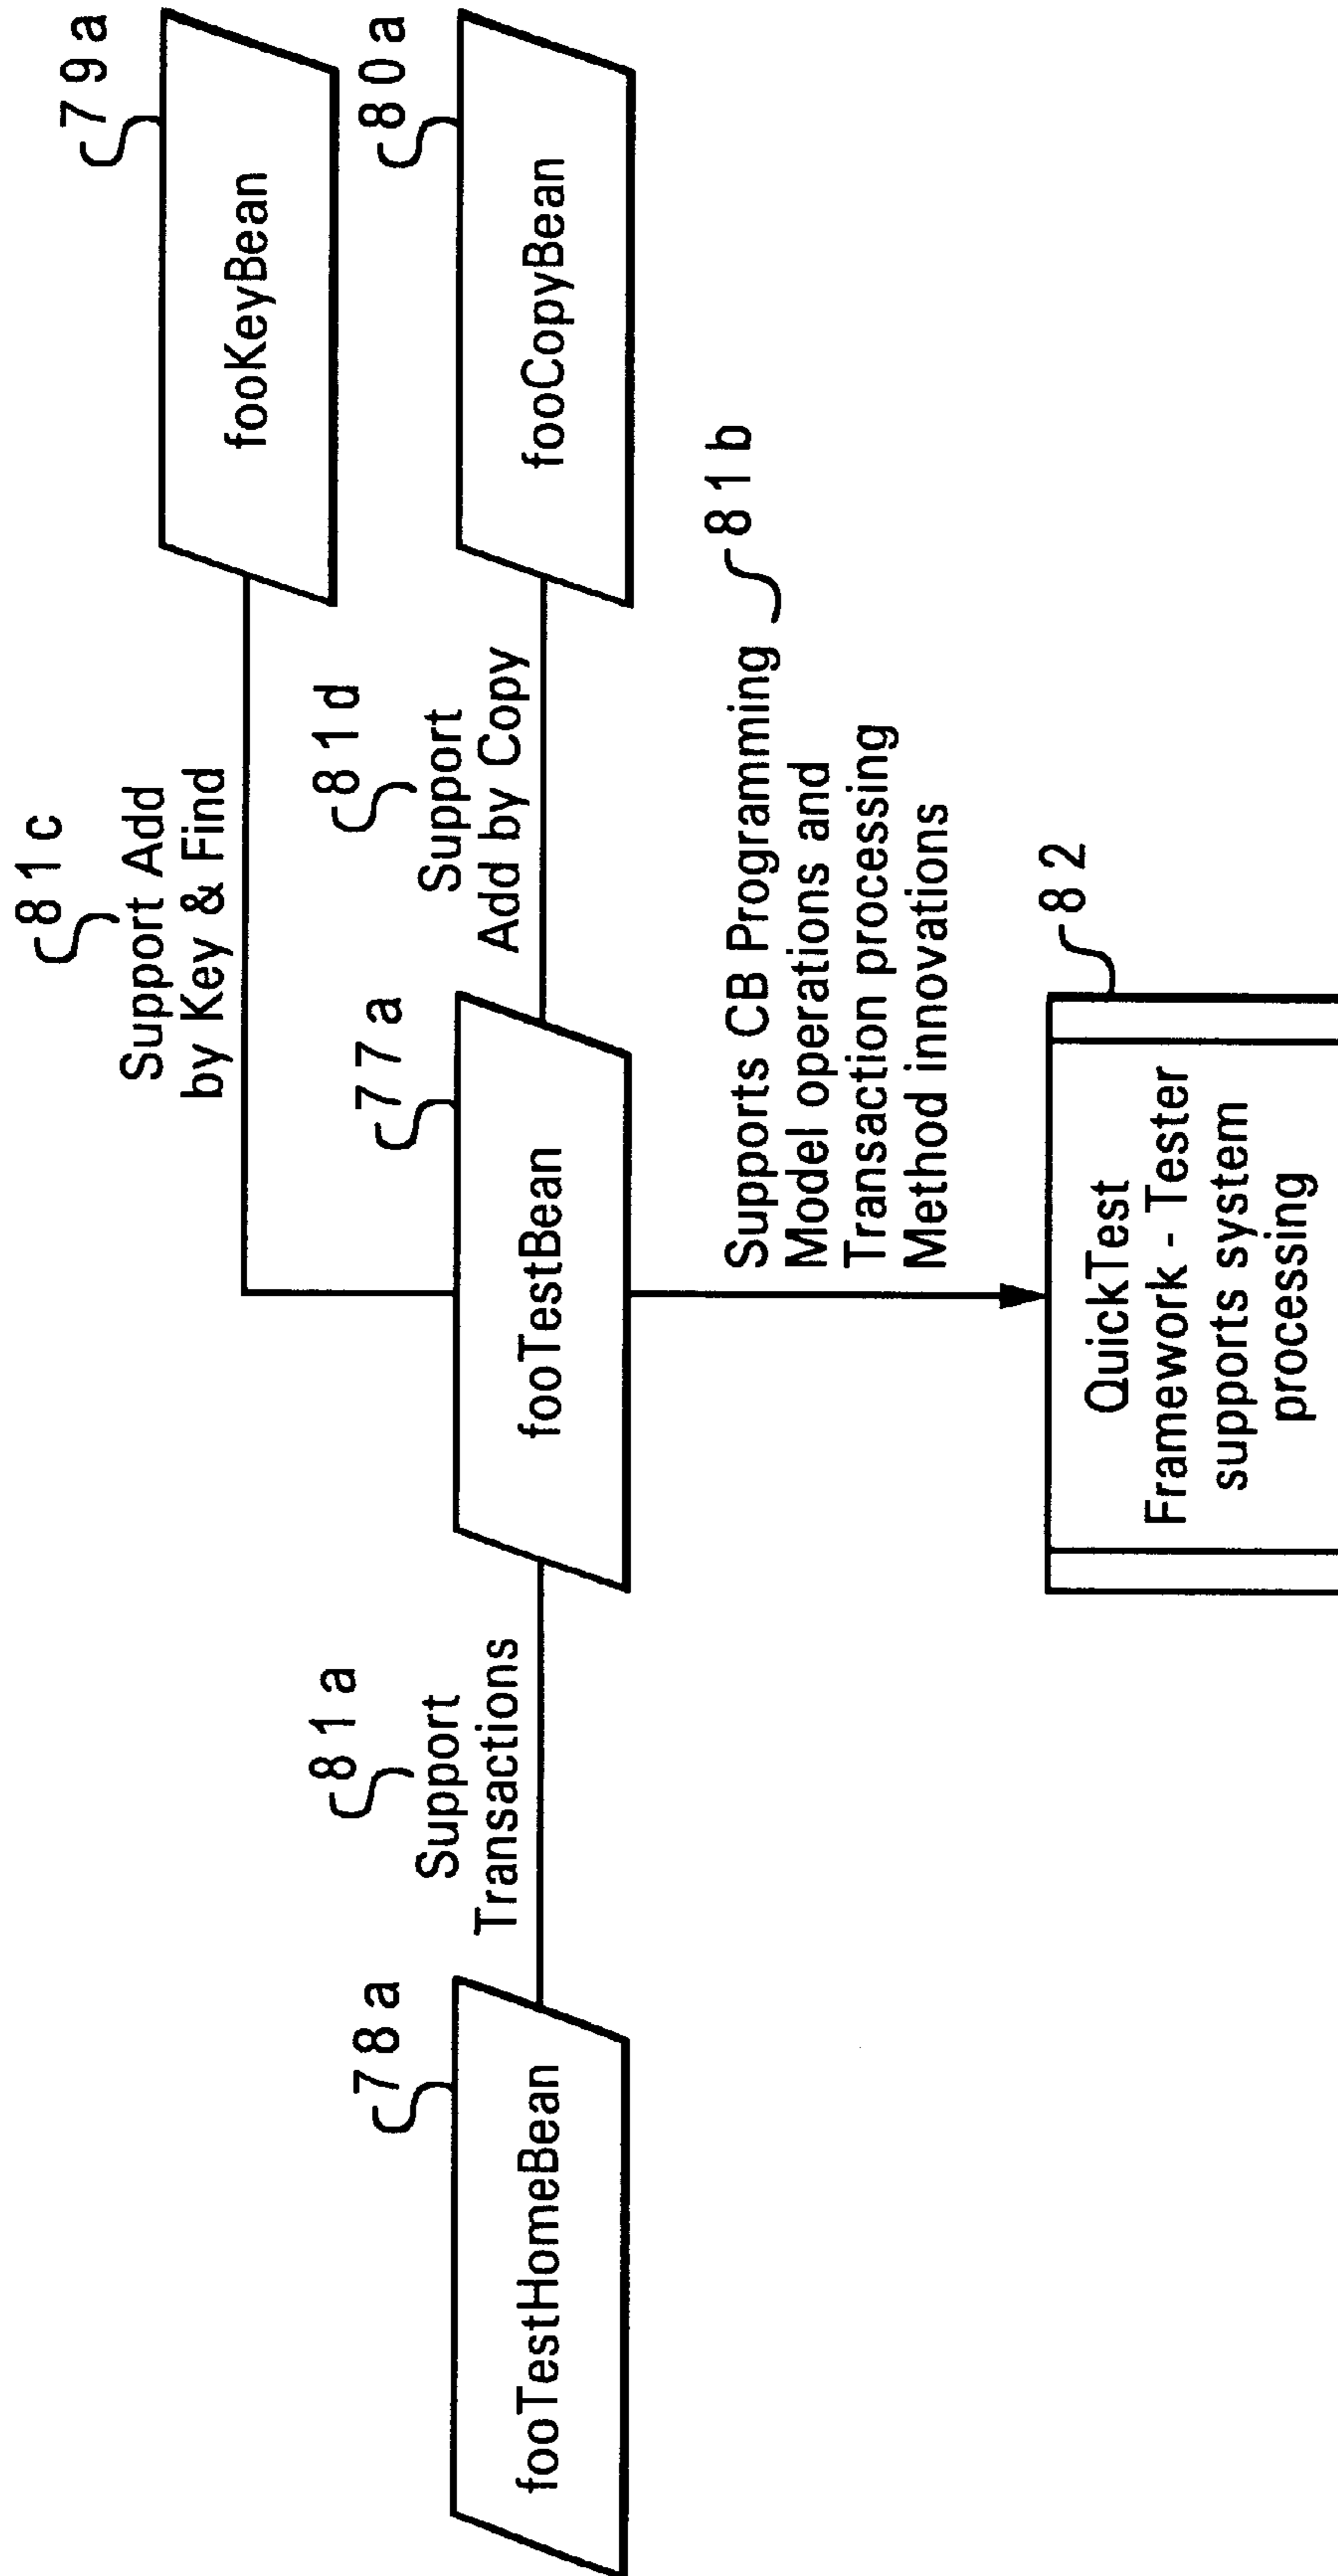 79a
fooKeyBean
81c
Support Add
by Key & Find
80a
fooCopyBean
81d
Support
Add by Copy
77a
fooTestBean
81a
Support
Transactions
78a
fooTestHomeBean
81b
Supports CB Programming
Model operations and
Transaction processing
Method innovations
82
QuickTest
Framework - Tester
supports system
processing